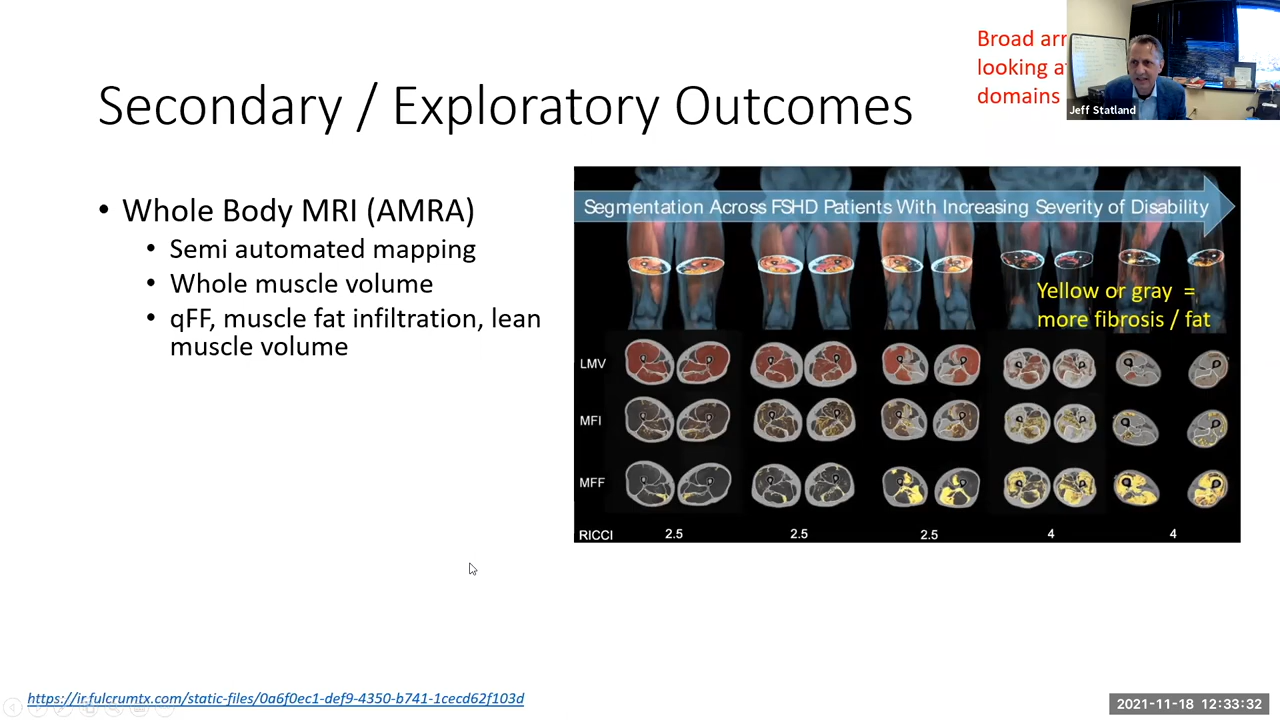 Broad arr
looking a
domains
Jeff Statland
Secondary / Exploratory Outcomes
• Whole Body MRI (AMRA)
• Semi automated mapping
• Whole muscle volume
• qFF, muscle fat infiltration, lean
muscle volume
Segmentation Across FSHD Patients With Increasing Severity of Disability
Yellow or gray =
more fibrosis / fat
LMV
MFI
MFF
RICCI 2.5 2.5 2.5 4 4
https://ir.fulcrumtx.com/static-files/0a6f0ec1-def9-4350-b741-1cecd62f103d
2021-11-18 12:33:32